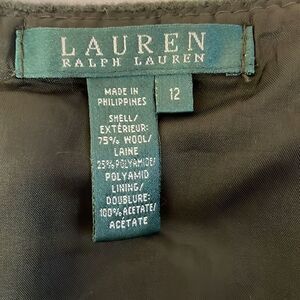 LAUREN
RALPH LAUREN
MADE IN
PHILIPPINES
12
SHELL/
EXTÉRIEUR:
75% WOOL/
LAINE
25% POLYAMIDE/
POLYAMID
LINING/
DOUBLURE:
100% ACETATE/
ACÉTATE